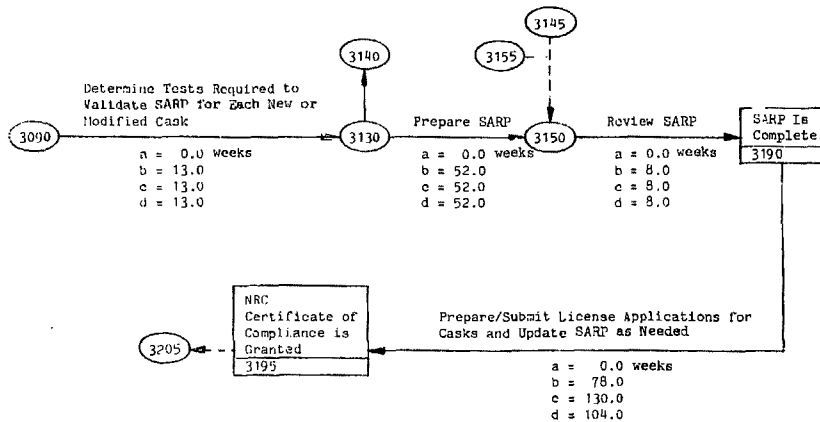 3140
3145
3155
Determine Tests Required to
Validate SARP for Each New or
Modified Cask
Prepare SARP
Review SARP
SARP Is
Complete
3190
3090
3130
3150
a = 0.0 weeks
b = 13.0
c = 13.0
d = 13.0
a = 0.0 weeks
b = 52.0
c = 52.0
d = 52.0
a = 0.0 weeks
b = 8.0
c = 8.0
d = 8.0
NRC
Certificate of
Compliance is
Granted
3195
3205
Prepare/Submit License Applications for
Casks and Update SARP as Needed
a = 0.0 weeks
b = 78.0
c = 130.0
d = 104.0